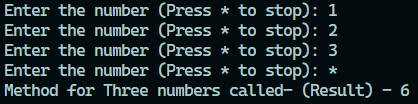 Enter the number (Press * to stop): 1
Enter the number (Press * to stop): 2
Enter the number (Press * to stop): 3
Enter the number (Press * to stop): *
Method for Three numbers called- (Result) - 6